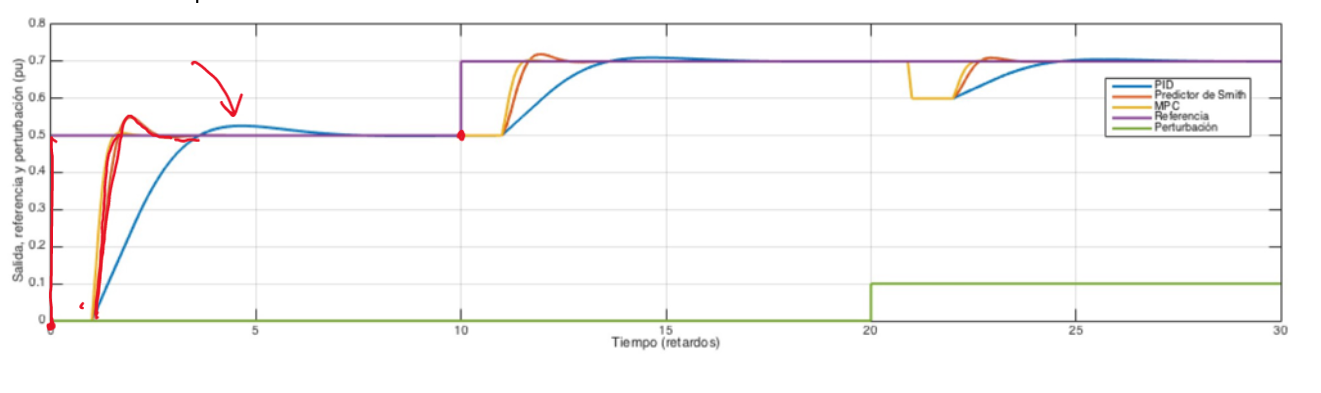 0.8
0.7
0.6
0.5
0.4
0.3
0.2
0.1
0
Salida, referencia y perturbación (pu)
PID
Predictor de Smith
MPC
Referencia
Perturbación
5 10 15 20 25 30
Tiempo (retardos)